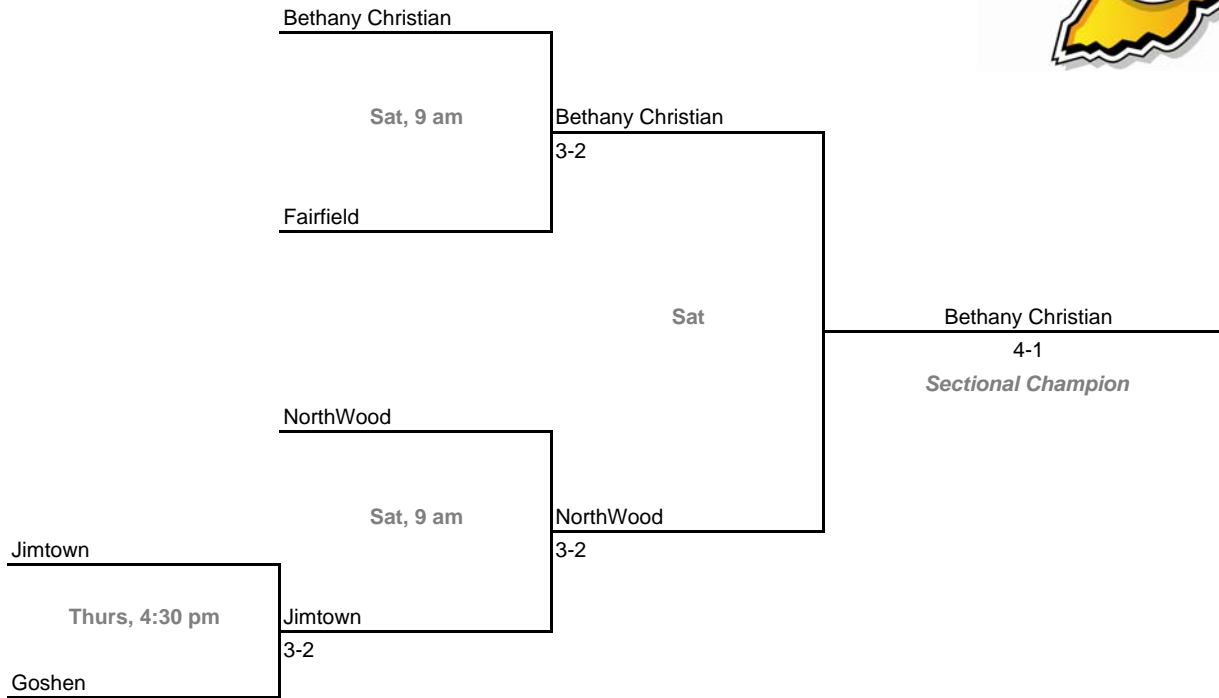 Bethany Christian
Sat, 9 am
Bethany Christian
3-2
Fairfield
Sat
Bethany Christian
4-1
Sectional Champion
NorthWood
Sat, 9 am
NorthWood
3-2
Jimtown
Thurs, 4:30 pm
Jimtown
3-2
Goshen